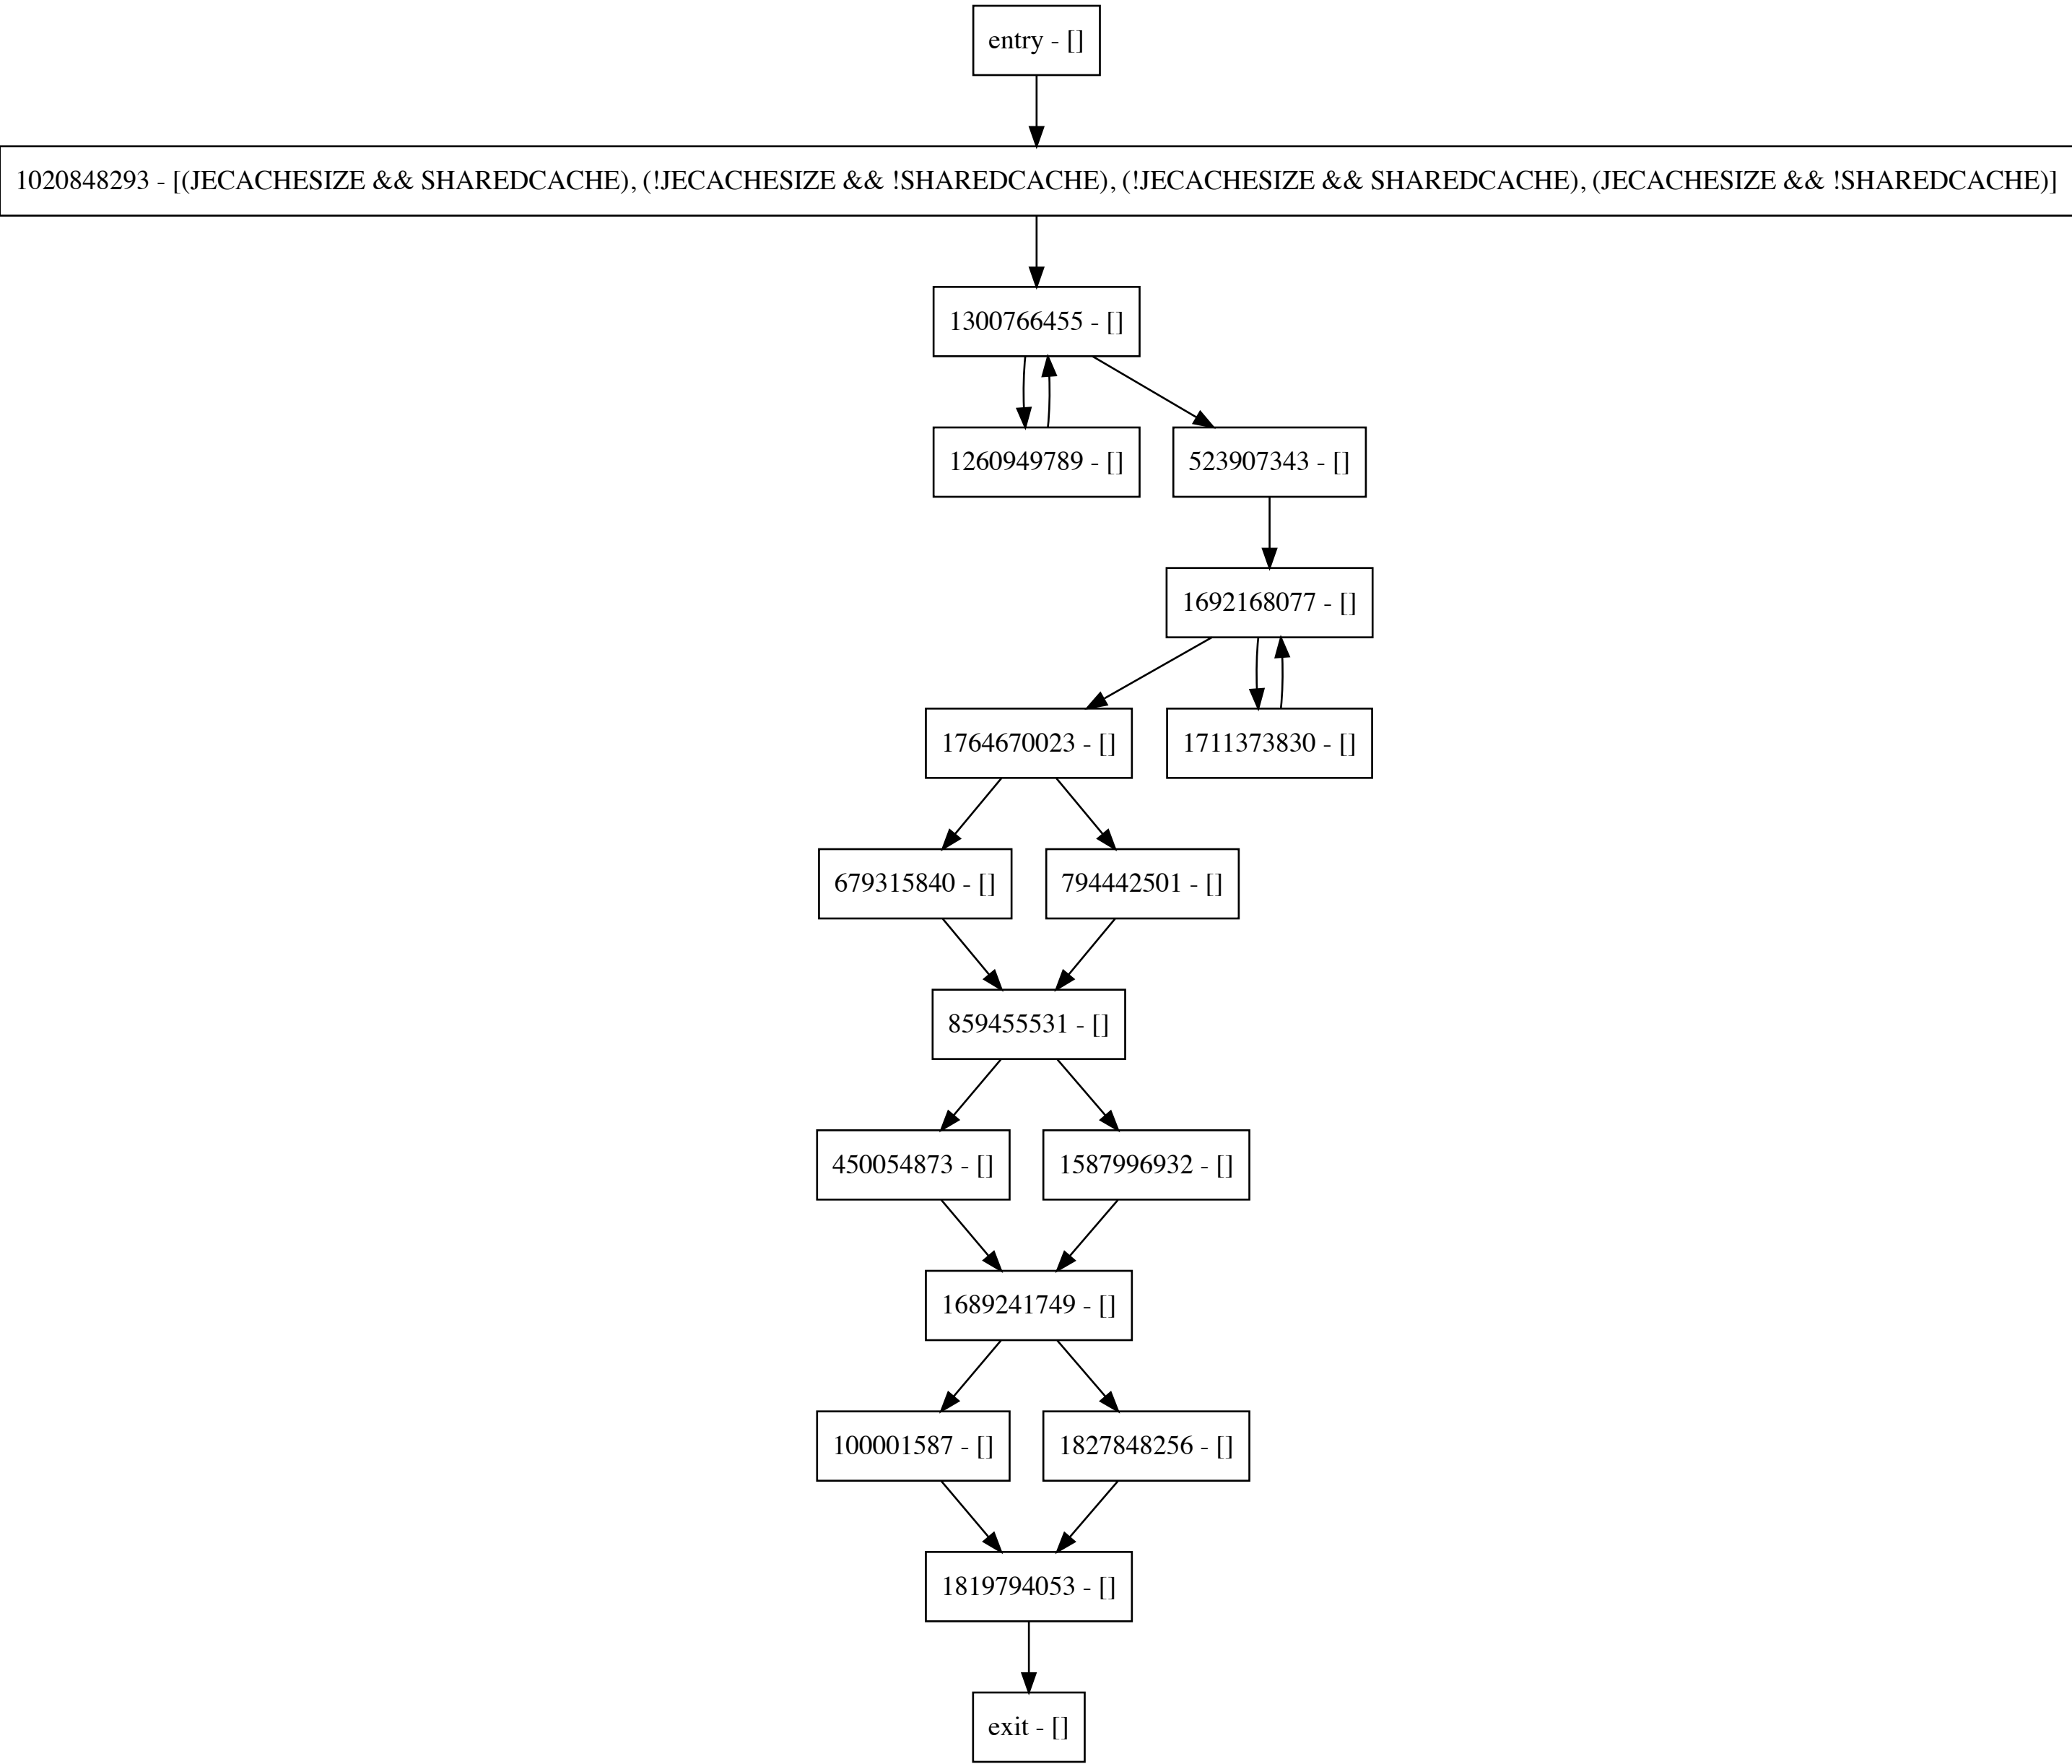 entry - []
1020848293 - [(JECACHESIZE && SHAREDCACHE), (!JECACHESIZE && !SHAREDCACHE), (!JECACHESIZE && SHAREDCACHE), (JECACHESIZE && !SHAREDCACHE)]
1300766455 - []
1260949789 - []
523907343 - []
1692168077 - []
1764670023 - []
1711373830 - []
679315840 - []
794442501 - []
859455531 - []
450054873 - []
1587996932 - []
1689241749 - []
100001587 - []
1827848256 - []
1819794053 - []
exit - []